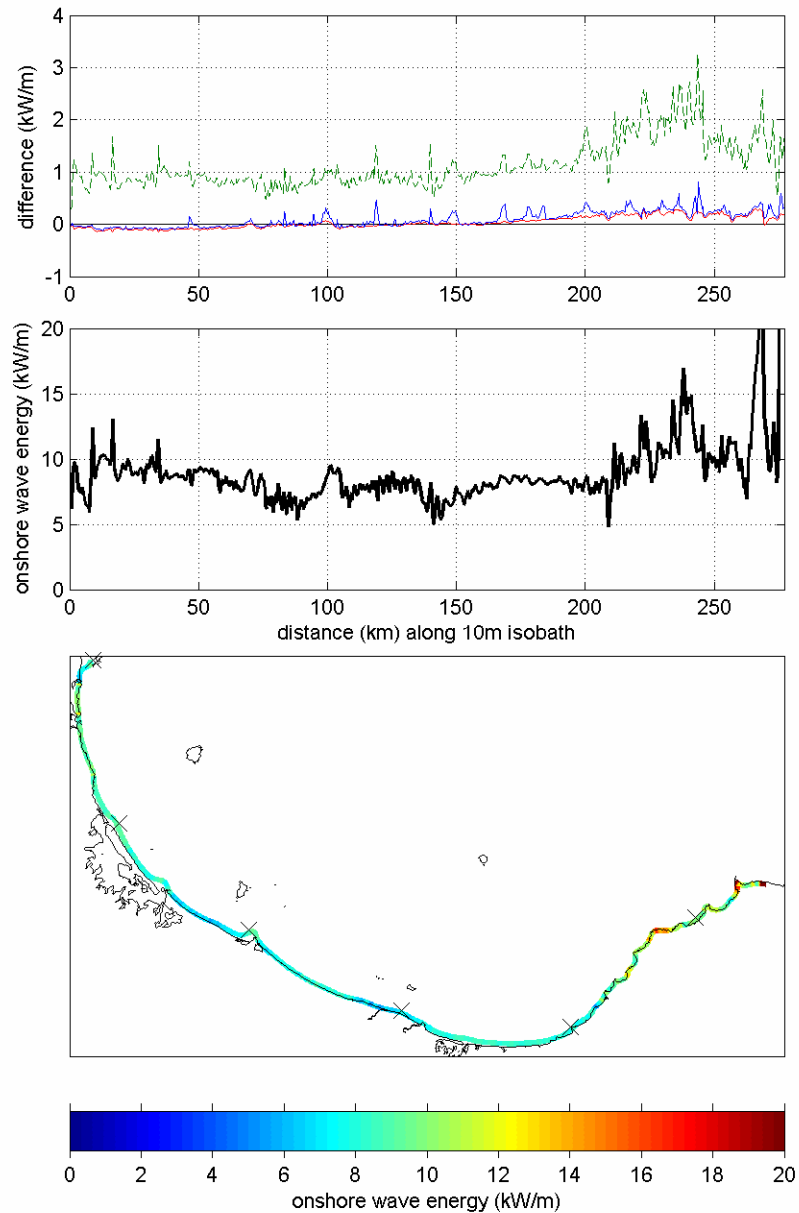 4
3
2
1
0
-1
difference (kW/m)
0 50 100 150 200 250
20
15
10
5
0
onshore wave energy (kW/m)
0 50 100 150 200 250
distance (km) along 10m isobath
0 2 4 6 8 10 12 14 16 18 20
onshore wave energy (kW/m)